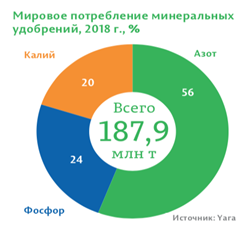 Мировое потребление минеральных
удобрений, 2018 г., %
Калий
Азот
20
56
Всего
187,9
млн т
24
Фосфор
Источник: Yara